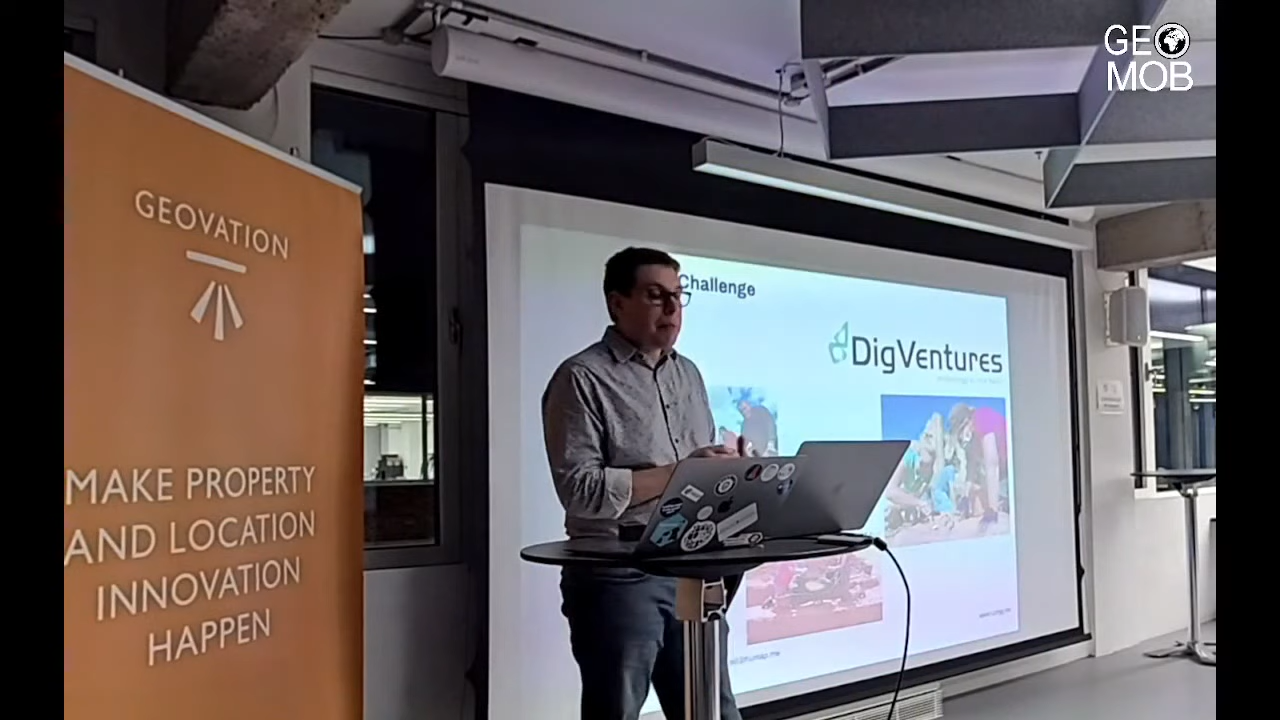 GEO
MOB
GEOVATION
MAKE PROPERTY
AND LOCATION
INNOVATION
HAPPEN
Challenge
DigVentures